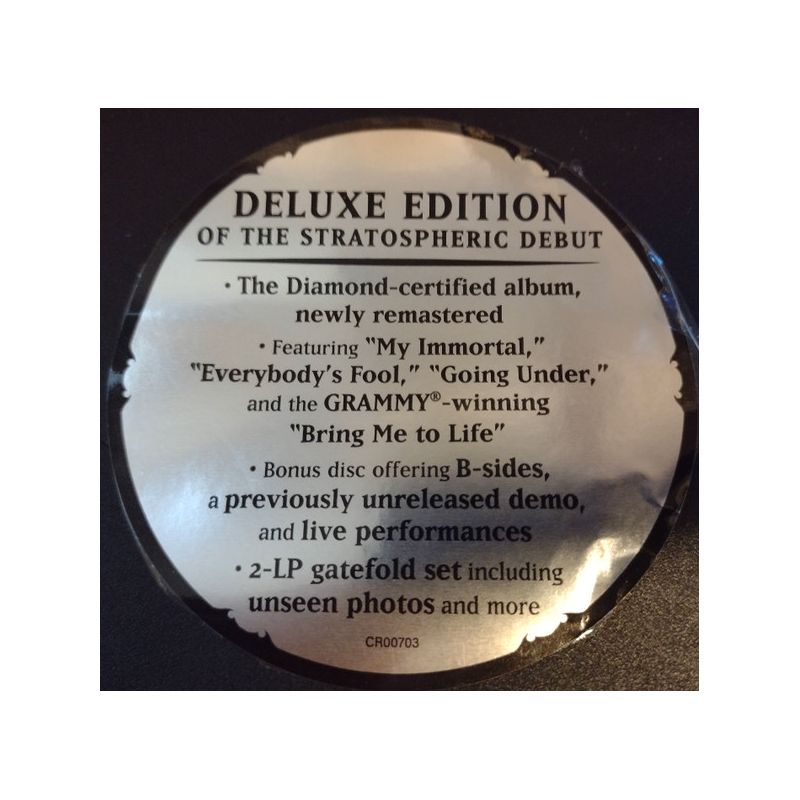 DELUXE EDITION
OF THE STRATOSPHERIC DEBUT
• The Diamond-certified album,
newly remastered
• Featuring "My Immortal,"
"Everybody's Fool," "Going Under,"
and the GRAMMY®-winning
"Bring Me to Life"
• Bonus disc offering B-sides,
a previously unreleased demo,
and live performances
• 2-LP gatefold set including
unseen photos and more
CR00703